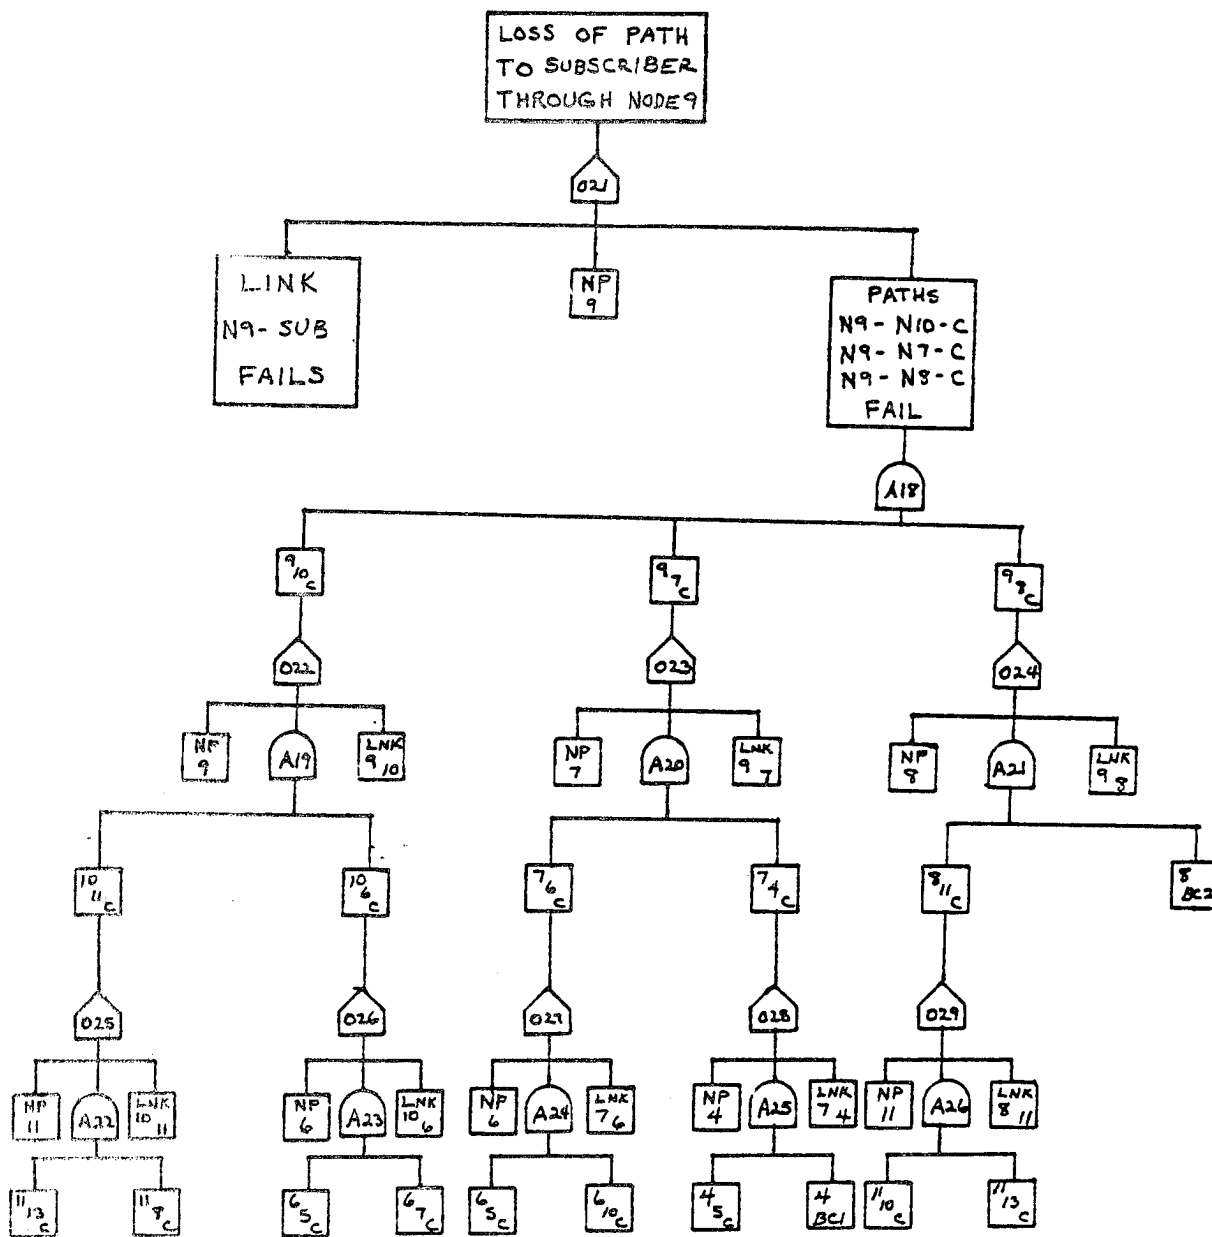 LOSS OF PATH
TO SUBSCRIBER
THROUGH NODE 9
O21
LINK
N9-SUB
FAILS
NP
9
PATHS
N9-N10-C
N9-N7-C
N9-N8-C
FAIL
A18
9 10 C
9 7 C
9 8 C
O22
O23
O24
NP
9
A19
LNK
9 10
NP
7
A20
LNK
9 7
NP
8
A21
LNK
9 8
10 11 C
10 6 C
7 6 C
7 4 C
8 11 C
8
BC2
O25
O26
O27
O28
O29
NP
11
A22
LNK
10 11
NP
6
A23
LNK
10 6
NP
6
A24
LNK
7 6
NP
4
A25
LNK
7 4
NP
11
A26
LNK
8 11
11 13 C
11 8 C
6 5 C
6 7 C
6 5 C
6 10 C
4 5 C
4
BC1
11 10 C
11 13 C